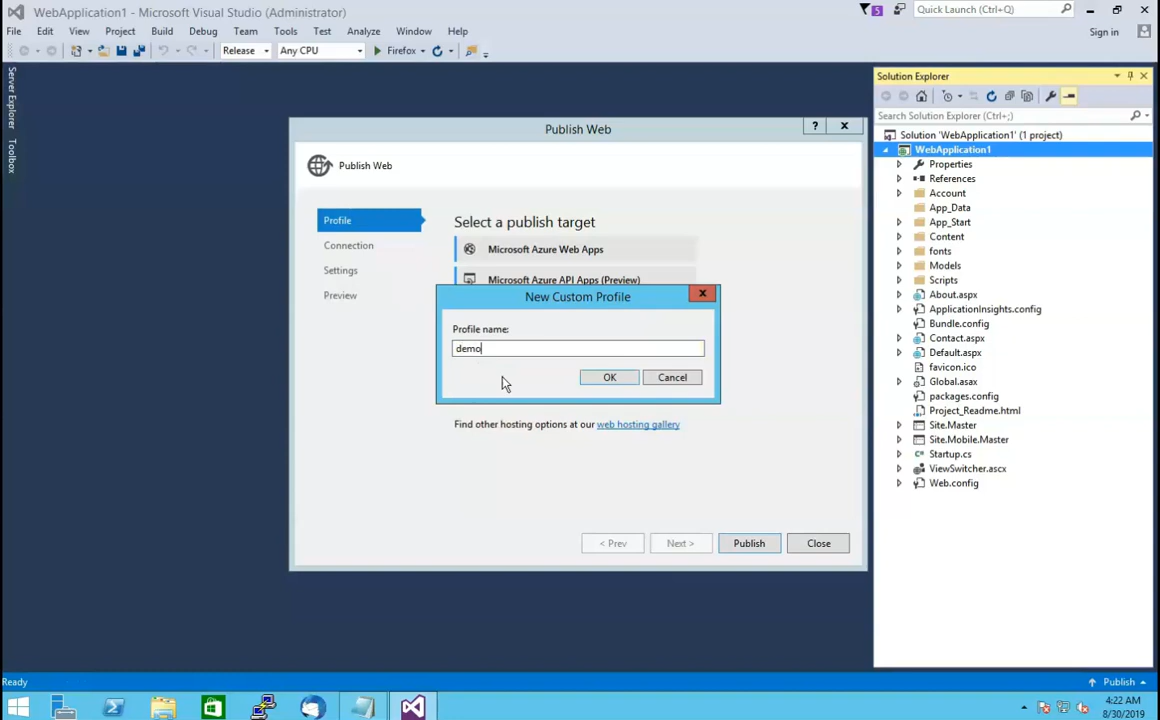 WebApplication1 - Microsoft Visual Studio (Administrator)
5
Quick Launch (Ctrl+Q)
File Edit View Project Build Debug Team Tools Test Analyze Window Help
Sign in
Release Any CPU Firefox
Server Explorer
Toolbox
Publish Web
?
Publish Web
Profile
Connection
Settings
Preview
Select a publish target
Microsoft Azure Web Apps
Microsoft Azure API Apps (Preview)
New Custom Profile
Profile name:
demo
OK Cancel
Find other hosting options at our web hosting gallery
< Prev Next > Publish Close
Solution Explorer
Search Solution Explorer (Ctrl+;)
Solution 'WebApplication1' (1 project)
WebApplication1
Properties
References
Account
App_Data
App_Start
Content
fonts
Models
Scripts
About.aspx
ApplicationInsights.config
Bundle.config
Contact.aspx
Default.aspx
favicon.ico
Global.asax
packages.config
Project_Readme.html
Site.Master
Site.Mobile.Master
Startup.cs
ViewSwitcher.ascx
Web.config
Ready
Publish
4:22 AM
8/30/2019